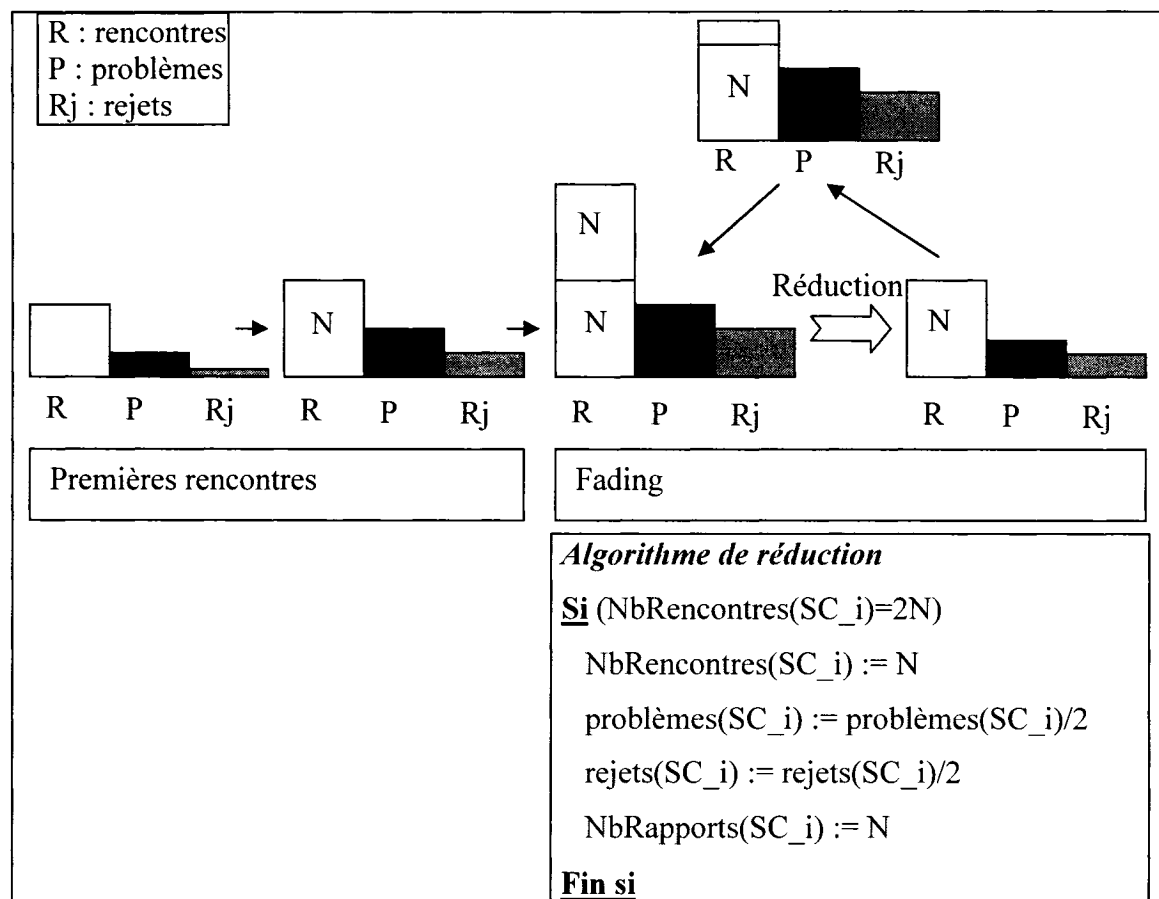 R : rencontres
P : problèmes
Rj : rejets
N
R P Rj
N
N
Réduction
N
N
R P Rj
R P Rj
R P Rj
R P Rj
Premières rencontres
Fading
Algorithme de réduction
Si (NbRencontres(SC_i)=2N)
NbRencontres(SC_i) := N
problèmes(SC_i) := problèmes(SC_i)/2
rejets(SC_i) := rejets(SC_i)/2
NbRapports(SC_i) := N
Fin si